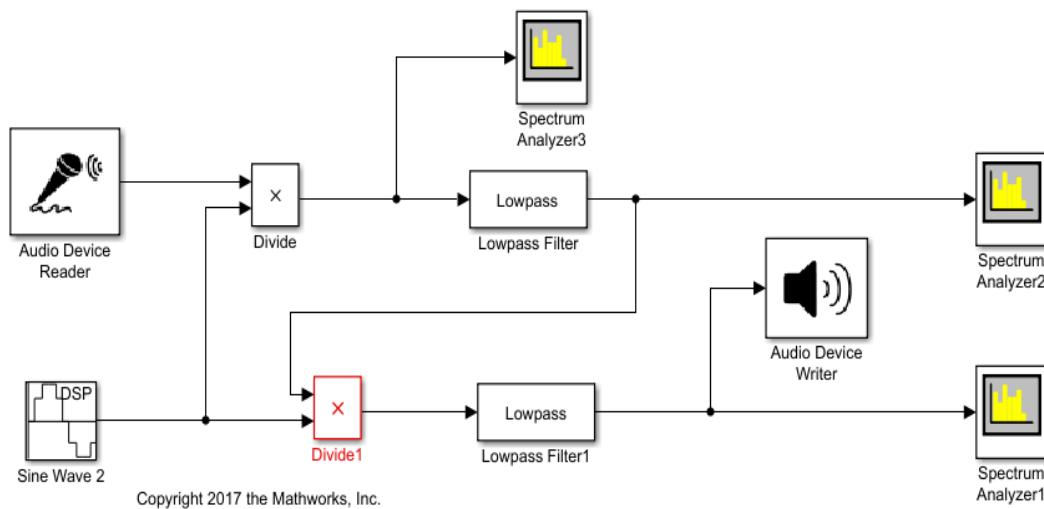 Spectrum
Analyzer3
Audio Device
Reader
×
Divide
Lowpass
Lowpass Filter
Spectrum
Analyzer2
Audio Device
Writer
DSP
Sine Wave 2
×
Divide1
Lowpass
Lowpass Filter1
Spectrum
Analyzer1
Copyright 2017 the Mathworks, Inc.